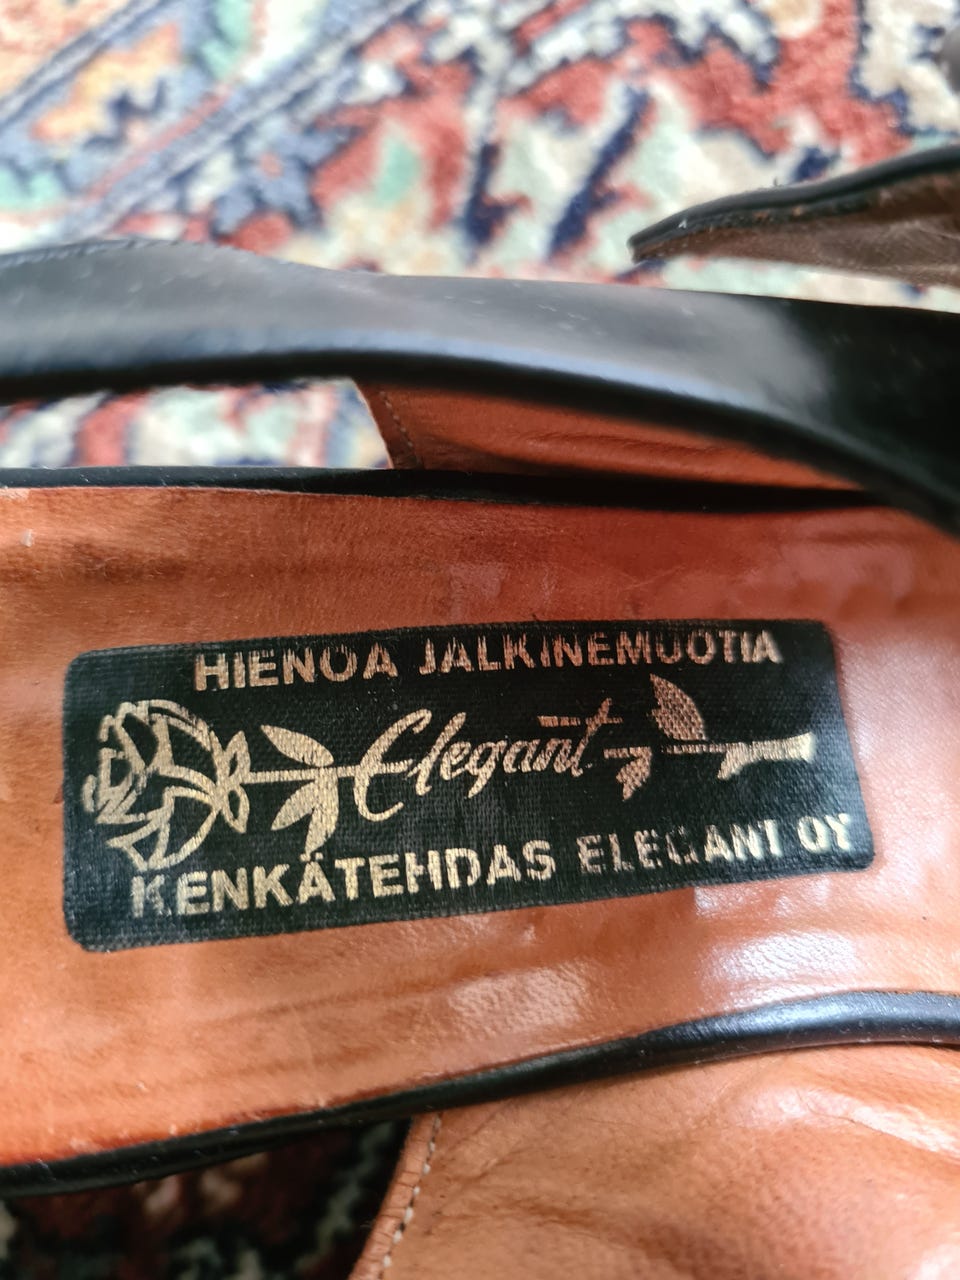 HIENOA JALKINEMUOTIA
Elegant
KENKÄTEHDAS ELEGANT OY